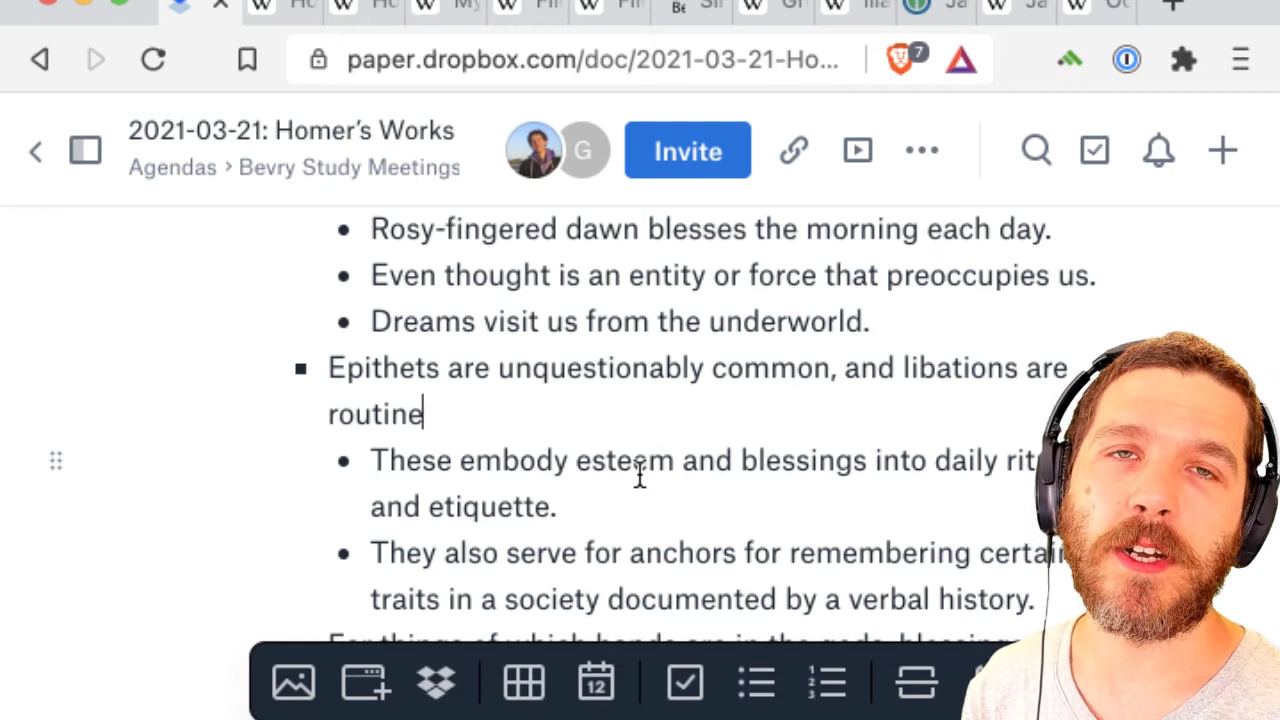 paper.dropbox.com/doc/2021-03-21-Ho...
7
2021-03-21: Homer's Works
Agendas > Bevry Study Meetings
G
Invite
Rosy-fingered dawn blesses the morning each day.
Even thought is an entity or force that preoccupies us.
Dreams visit us from the underworld.
Epithets are unquestionably common, and libations are
routine
These embody esteem and blessings into daily rit
and etiquette.
They also serve for anchors for remembering certain
traits in a society documented by a verbal history.
12